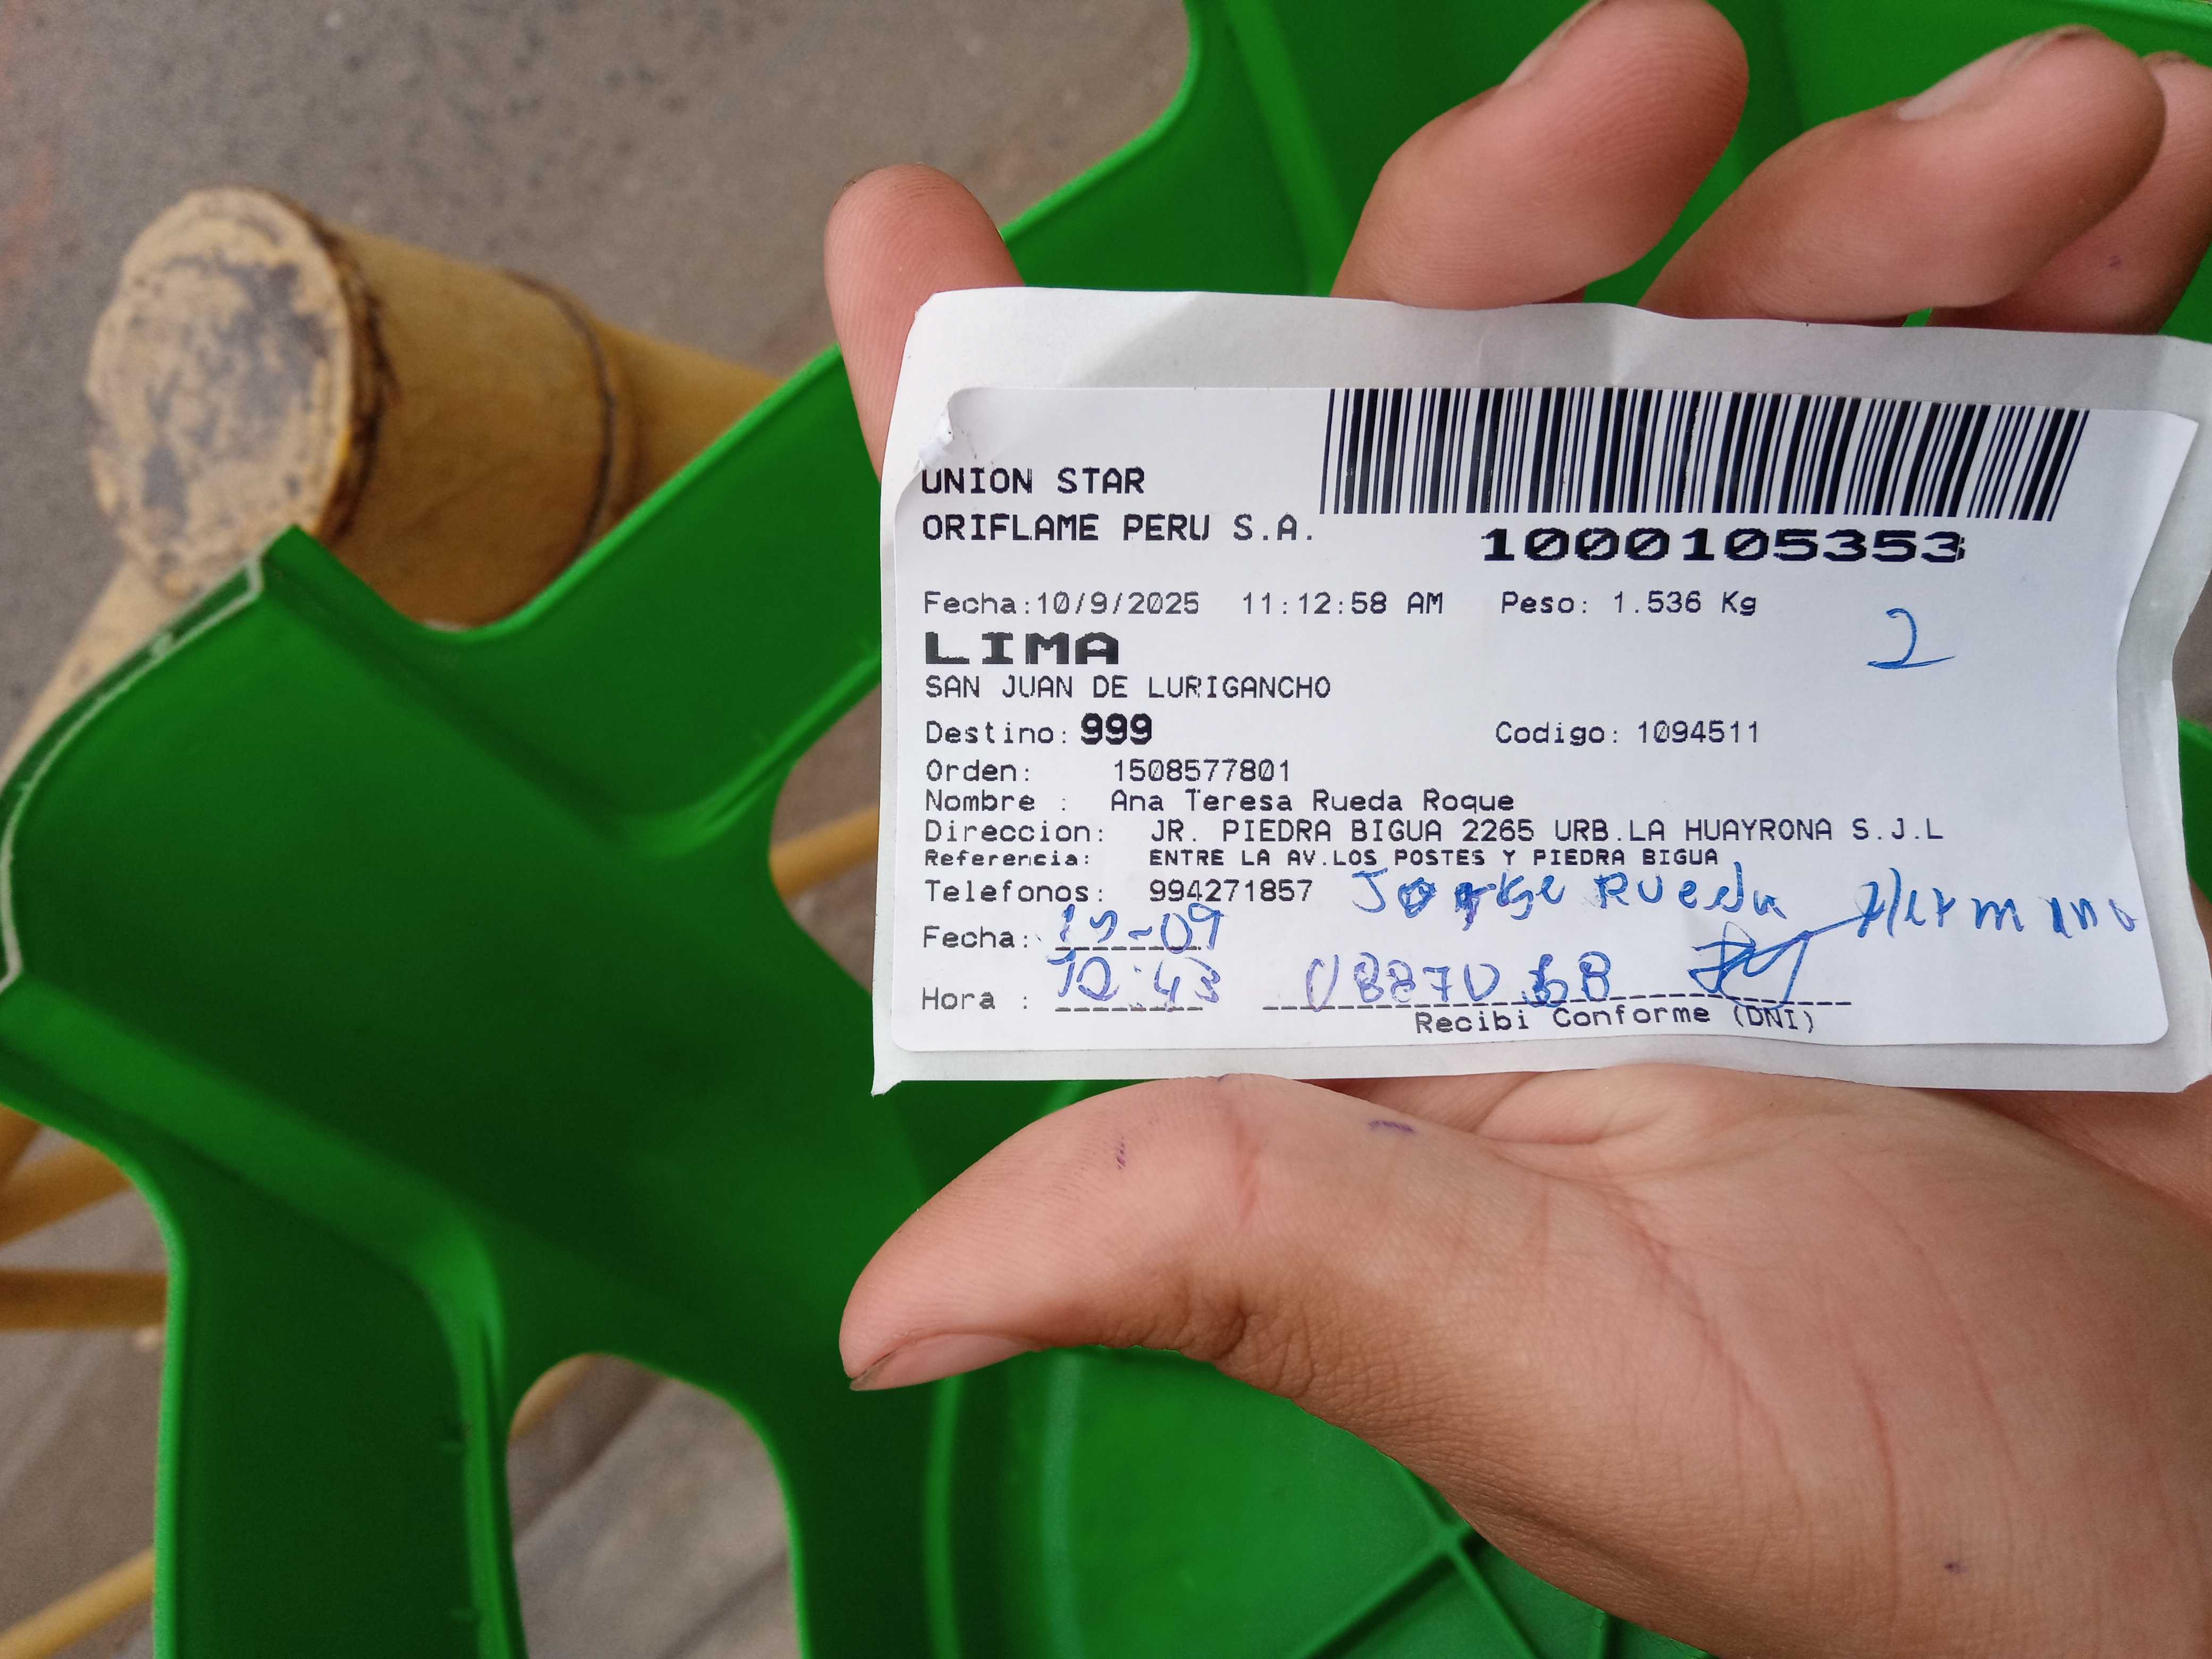 UNION STAR
ORIFLAME PERU S.A.
1000105353
Fecha:10/9/2025 11:12:58 AM Peso: 1.536 Kg
2
LIMA
SAN JUAN DE LURIGANCHO
Destino: 999 Codigo: 1094511
Orden: 1508577801
Nombre : Ana Teresa Rueda Roque
Direccion: JR. PIEDRA BIGUA 2265 URB.LA HUAYRONA S.J.L
Referencia: ENTRE LA AV.LOS POSTES Y PIEDRA BIGUA
Telefonos: 994271857 Jorge Rueda Hermano
Fecha:
Hora : 12:43
Recibi Conforme (DNI)